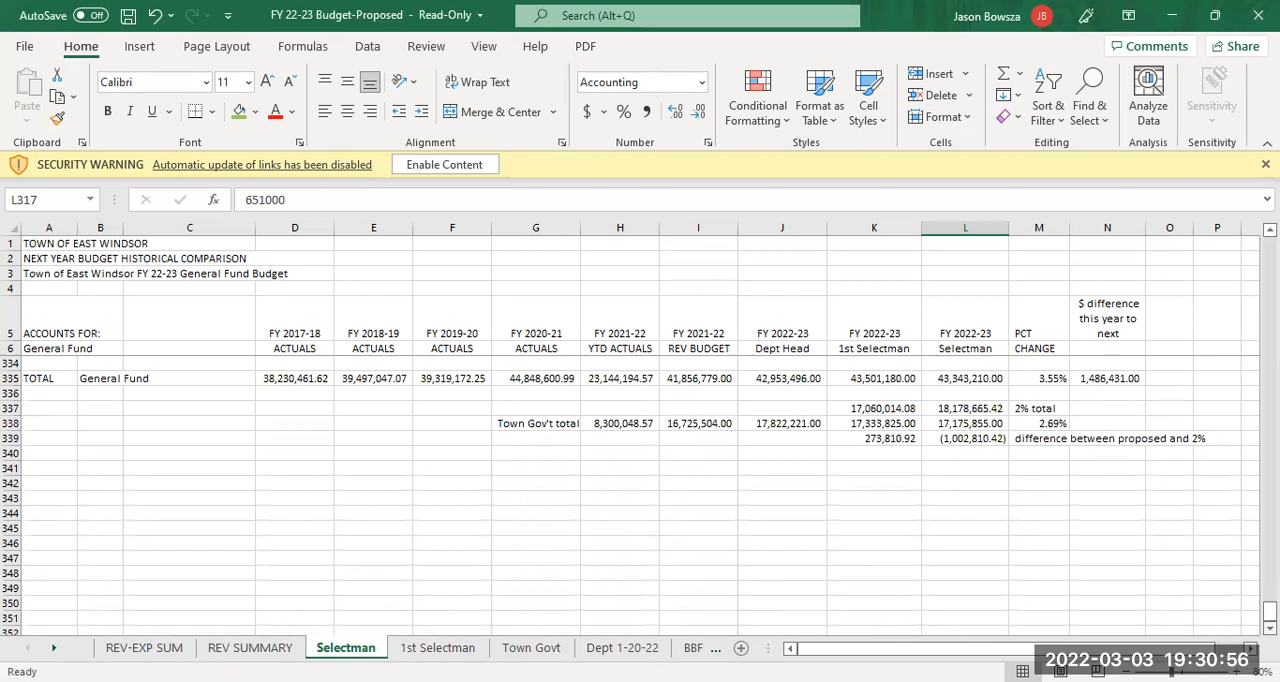 AutoSave Off FY 22-23 Budget-Proposed - Read-Only Search (Alt+Q) Jason Bowsza JB
File Home Insert Page Layout Formulas Data Review View Help PDF Comments Share
Paste Calibri 11 A A Wrap Text Accounting Conditional Formatting Format as Table Cell Styles Insert Delete Format Sort & Filter Find & Select Analyze Data Sensitivity
B I U A Merge & Center $ %
Clipboard Font Alignment Number Styles Cells Editing Analysis Sensitivity
SECURITY WARNING Automatic update of links has been disabled Enable Content
L317 fx 651000
A B C D E F G H I J K L M N O P
1 TOWN OF EAST WINDSOR
2 NEXT YEAR BUDGET HISTORICAL COMPARISON
3 Town of East Windsor FY 22-23 General Fund Budget
4
$ difference
this year to
5 ACCOUNTS FOR: FY 2017-18 FY 2018-19 FY 2019-20 FY 2020-21 FY 2021-22 FY 2021-22 FY 2022-23 FY 2022-23 FY 2022-23 PCT next
6 General Fund ACTUALS ACTUALS ACTUALS ACTUALS YTD ACTUALS REV BUDGET Dept Head 1st Selectman Selectman CHANGE
334
335 TOTAL General Fund 38,230,461.62 39,497,047.07 39,319,172.25 44,848,600.99 23,144,194.57 41,856,779.00 42,953,496.00 43,501,180.00 43,343,210.00 3.55% 1,486,431.00
336
337 17,060,014.08 18,178,665.42 2% total
338 Town Gov't total 8,300,048.57 16,725,504.00 17,822,221.00 17,333,825.00 17,175,855.00 2.69%
339 273,810.92 (1,002,810.42) difference between proposed and 2%
340
341
342
343
344
345
346
347
348
349
350
351
352
REV-EXP SUM REV SUMMARY Selectman 1st Selectman Town Govt Dept 1-20-22 BBF ...
Ready 2022-03-03 19:30:56 80%